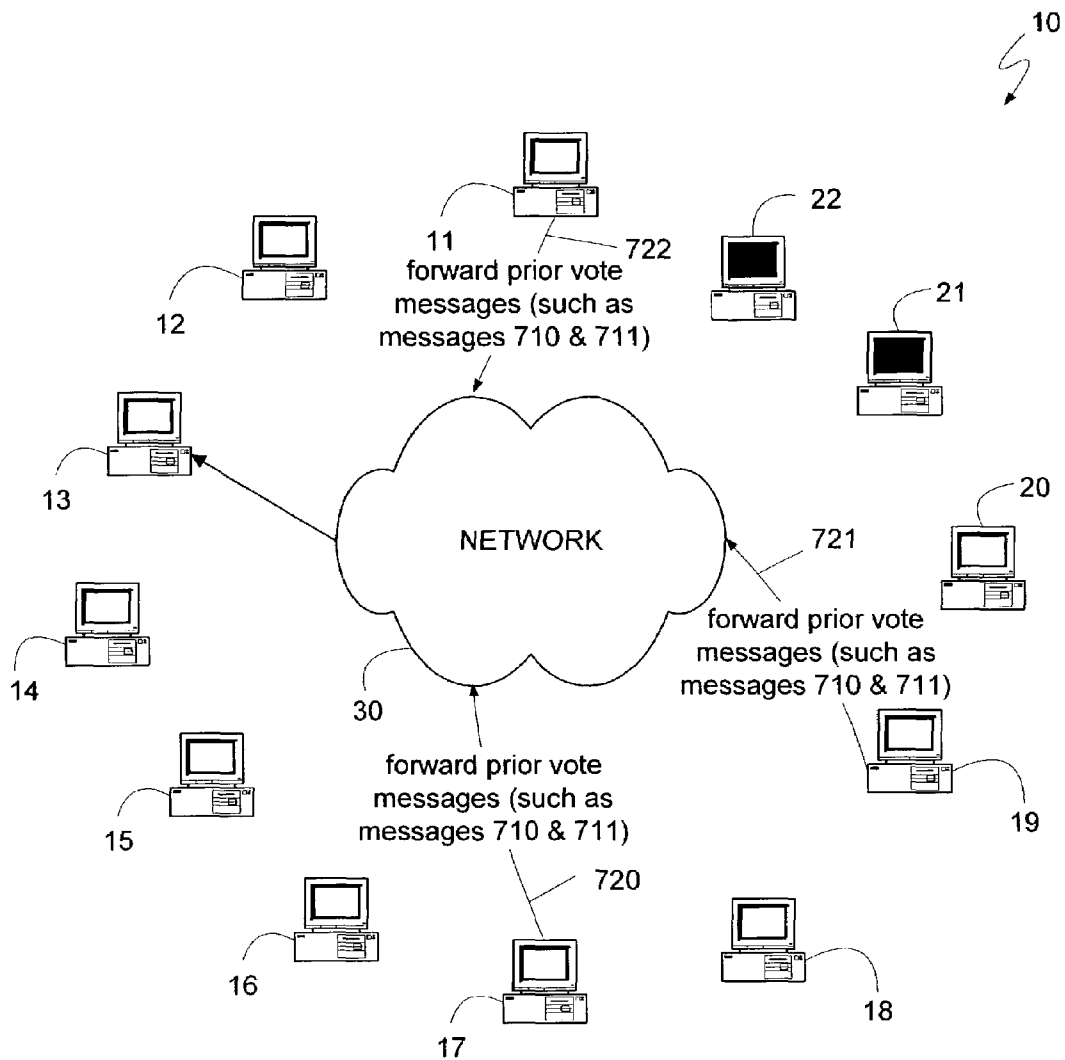 10
22
11
722
forward prior vote
messages (such as
messages 710 & 711)
12
21
13
NETWORK
20
721
forward prior vote
messages (such as
messages 710 & 711)
14
30
forward prior vote
messages (such as
messages 710 & 711)
15
19
720
16
18
17